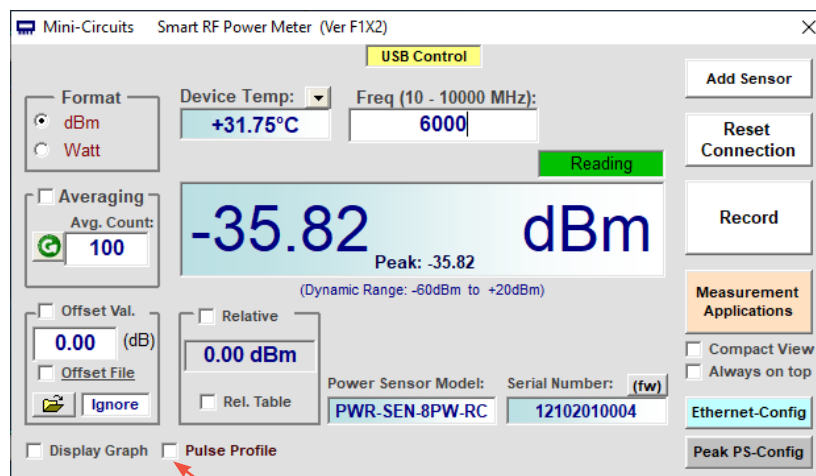 Mini-Circuits Smart RF Power Meter (Ver F1X2)
USB Control
Format
dBm
Watt
Device Temp:
+31.75°C
Freq (10 - 10000 MHz):
6000
Add Sensor
Reset
Connection
Reading
Averaging
Avg. Count:
100
-35.82 dBm
Peak: -35.82
Record
(Dynamic Range: -60dBm to +20dBm)
Offset Val.
0.00 (dB)
Offset File
Ignore
Relative
0.00 dBm
Rel. Table
Power Sensor Model:
PWR-SEN-8PW-RC
Serial Number: (fw)
12102010004
Measurement
Applications
Compact View
Always on top
Ethernet-Config
Display Graph Pulse Profile
Peak PS-Config